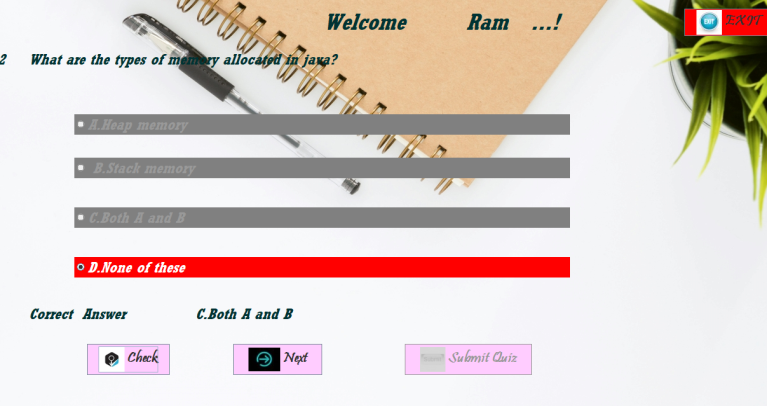 Welcome Ram ...!
EXIT EXIT
2 What are the types of memory allocated in java?
A.Heap memory
B.Stack memory
C.Both A and B
D.None of these
Correct Answer C.Both A and B
Check Next Submit Quiz